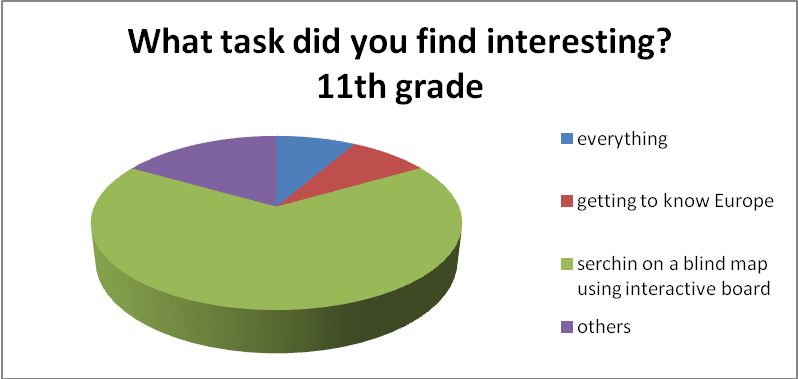 What task did you find interesting?
11th grade
everything
getting to know Europe
serchin on a blind map
using interactive board
others